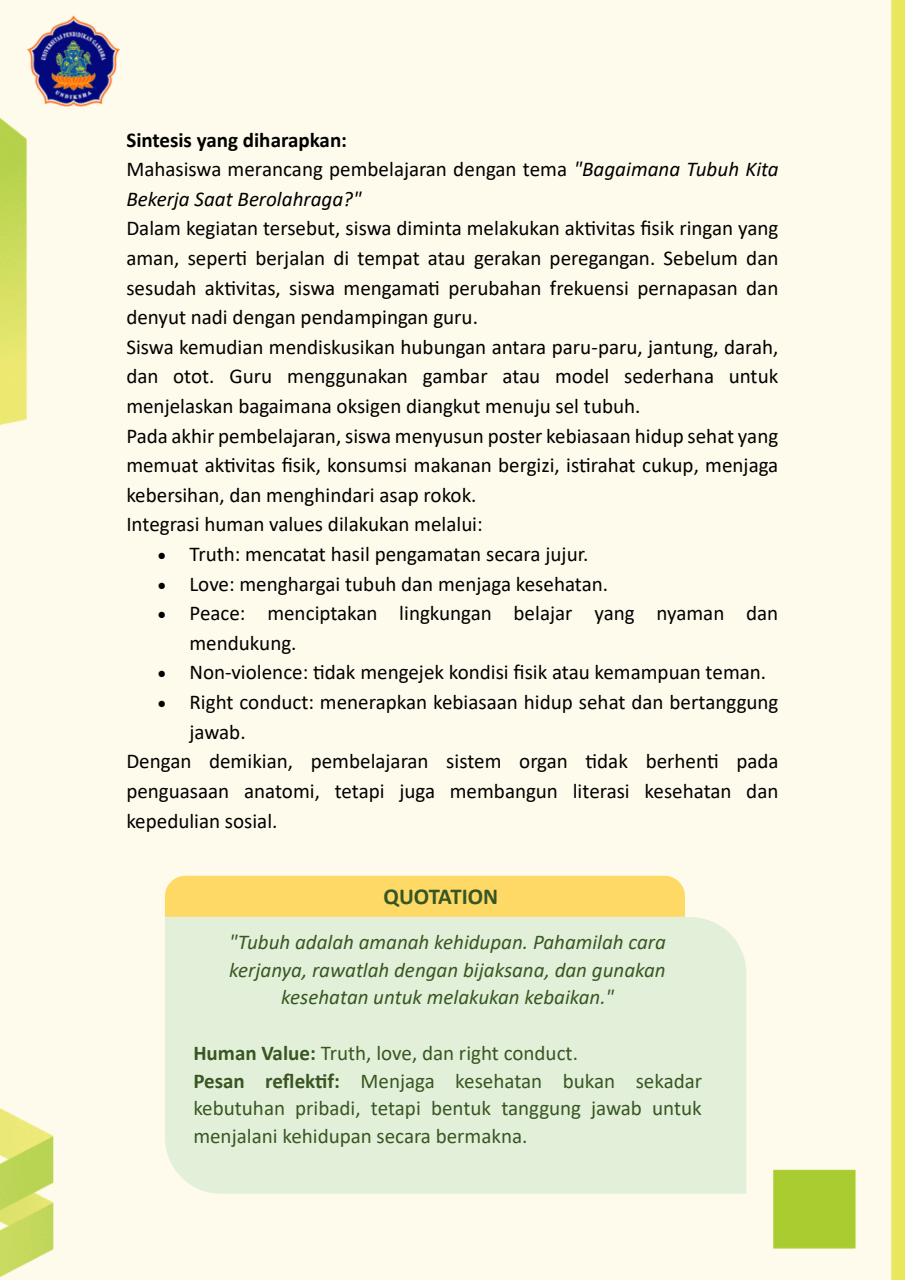 UNIVERSITAS PENDIDIKAN GANESHA
UNDIKSHA
Sintesis yang diharapkan:
Mahasiswa merancang pembelajaran dengan tema "Bagaimana Tubuh Kita
Bekerja Saat Berolahraga?"
Dalam kegiatan tersebut, siswa diminta melakukan aktivitas fisik ringan yang
aman, seperti berjalan di tempat atau gerakan peregangan. Sebelum dan
sesudah aktivitas, siswa mengamati perubahan frekuensi pernapasan dan
denyut nadi dengan pendampingan guru.
Siswa kemudian mendiskusikan hubungan antara paru-paru, jantung, darah,
dan otot. Guru menggunakan gambar atau model sederhana untuk
menjelaskan bagaimana oksigen diangkut menuju sel tubuh.
Pada akhir pembelajaran, siswa menyusun poster kebiasaan hidup sehat yang
memuat aktivitas fisik, konsumsi makanan bergizi, istirahat cukup, menjaga
kebersihan, dan menghindari asap rokok.
Integrasi human values dilakukan melalui:
• Truth: mencatat hasil pengamatan secara jujur.
• Love: menghargai tubuh dan menjaga kesehatan.
• Peace: menciptakan lingkungan belajar yang nyaman dan
mendukung.
• Non-violence: tidak mengejek kondisi fisik atau kemampuan teman.
• Right conduct: menerapkan kebiasaan hidup sehat dan bertanggung
jawab.
Dengan demikian, pembelajaran sistem organ tidak berhenti pada
penguasaan anatomi, tetapi juga membangun literasi kesehatan dan
kepedulian sosial.
QUOTATION
"Tubuh adalah amanah kehidupan. Pahamilah cara
kerjanya, rawatlah dengan bijaksana, dan gunakan
kesehatan untuk melakukan kebaikan."
Human Value: Truth, love, dan right conduct.
Pesan reflektif: Menjaga kesehatan bukan sekadar
kebutuhan pribadi, tetapi bentuk tanggung jawab untuk
menjalani kehidupan secara bermakna.